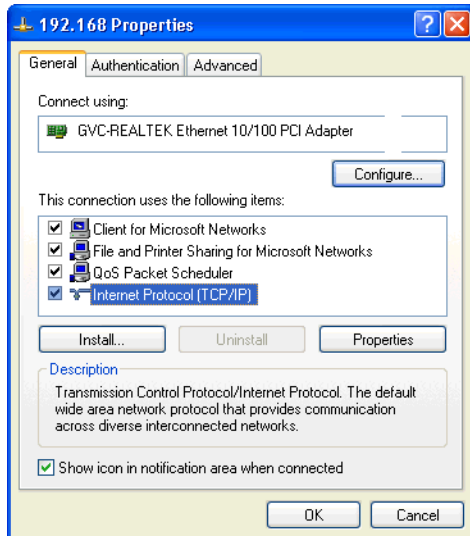 192.168 Properties
General Authentication Advanced
Connect using:
GVC-REALTEK Ethernet 10/100 PCI Adapter
Configure...
This connection uses the following items:
Client for Microsoft Networks
File and Printer Sharing for Microsoft Networks
QoS Packet Scheduler
Internet Protocol (TCP/IP)
Install... Uninstall Properties
Description
Transmission Control Protocol/Internet Protocol. The default
wide area network protocol that provides communication
across diverse interconnected networks.
Show icon in notification area when connected
OK Cancel